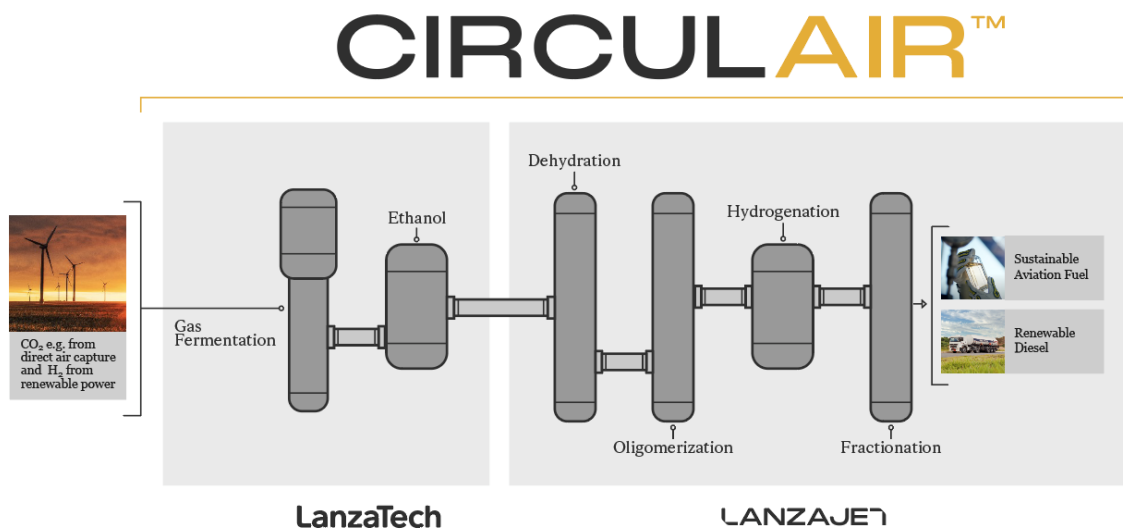 CIRCULAIR™
Dehydration
Ethanol
Hydrogenation
Sustainable
Aviation Fuel
Gas
Fermentation
CO₂ e.g. from
direct air capture
and H₂ from
renewable power
Renewable
Diesel
Oligomerization
Fractionation
LanzaTech
LANZAJET